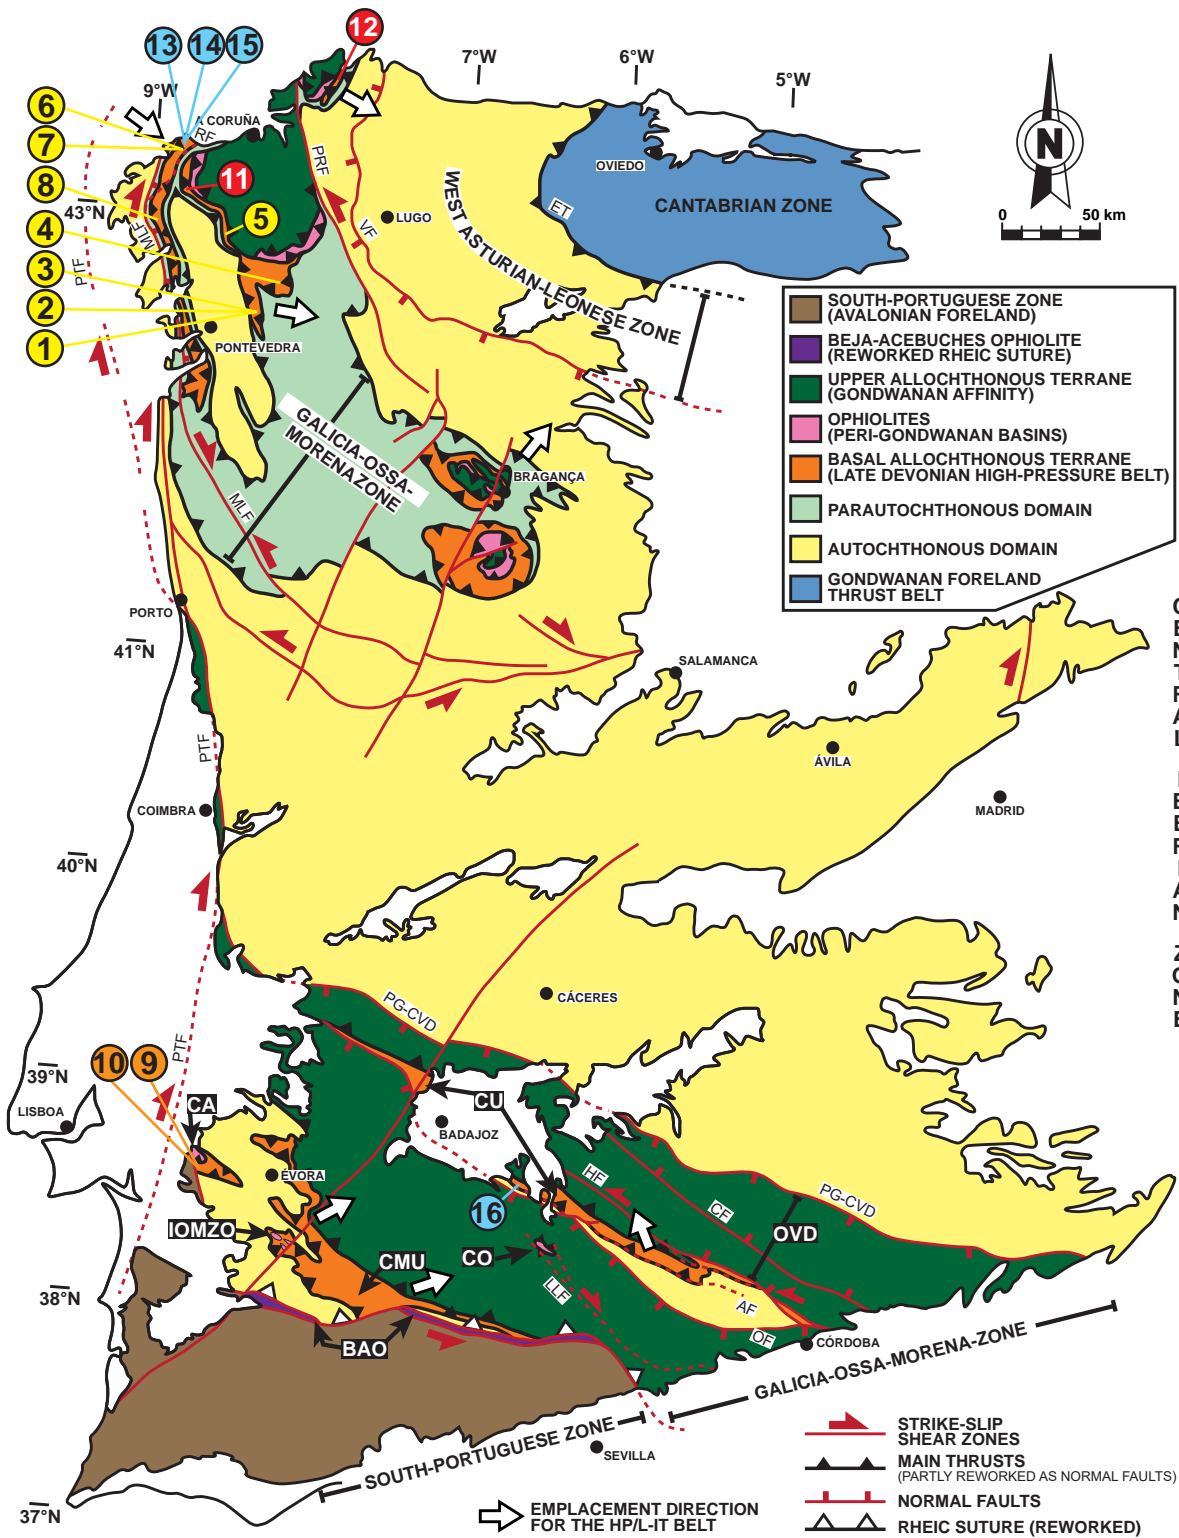 12
13
14
15
7°W
6°W
5°W
9°W
6
A CORUÑA
RF
7
OVIEDO
N
8
11
PRF
43°N
5
LUGO
ET
CANTABRIAN ZONE
0
50 km
4
MLF
VF
WEST ASTURIAN-LEONESE ZONE
3
PTF
2
1
PONTEVEDRA
SOUTH-PORTUGUESE ZONE
(AVALONIAN FORELAND)
BEJA-ACEBUCHES OPHIOLITE
(REWORKED RHEIC SUTURE)
UPPER ALLOCHTHONOUS TERRANE
(GONDWANAN AFFINITY)
OPHIOLITES
(PERI-GONDWANAN BASINS)
BASAL ALLOCHTHONOUS TERRANE
(LATE DEVONIAN HIGH-PRESSURE BELT)
PARAUTOCHTHONOUS DOMAIN
AUTOCHTHONOUS DOMAIN
GONDWANAN FORELAND
THRUST BELT
GALICIA-OSSA-
MORENA ZONE
BRAGANÇA
MLF
PORTO
41°N
SALAMANCA
PTF
ÁVILA
COIMBRA
MADRID
40°N
CÁCERES
PG-CVD
PTF
39°N
10
9
LISBOA
CA
CU
BADAJOZ
ÉVORA
HF
16
CF
PG-CVD
IOMZO
OVD
CMU
CO
LLF
38°N
AF
OF
BAO
CÓRDOBA
GALICIA-OSSA-MORENA-ZONE
SOUTH-PORTUGUESE ZONE
SEVILLA
37°N
STRIKE-SLIP
SHEAR ZONES
MAIN THRUSTS
(PARTLY REWORKED AS NORMAL FAULTS)
NORMAL FAULTS
RHEIC SUTURE (REWORKED)
EMPLACEMENT DIRECTION
FOR THE HP/L-IT BELT